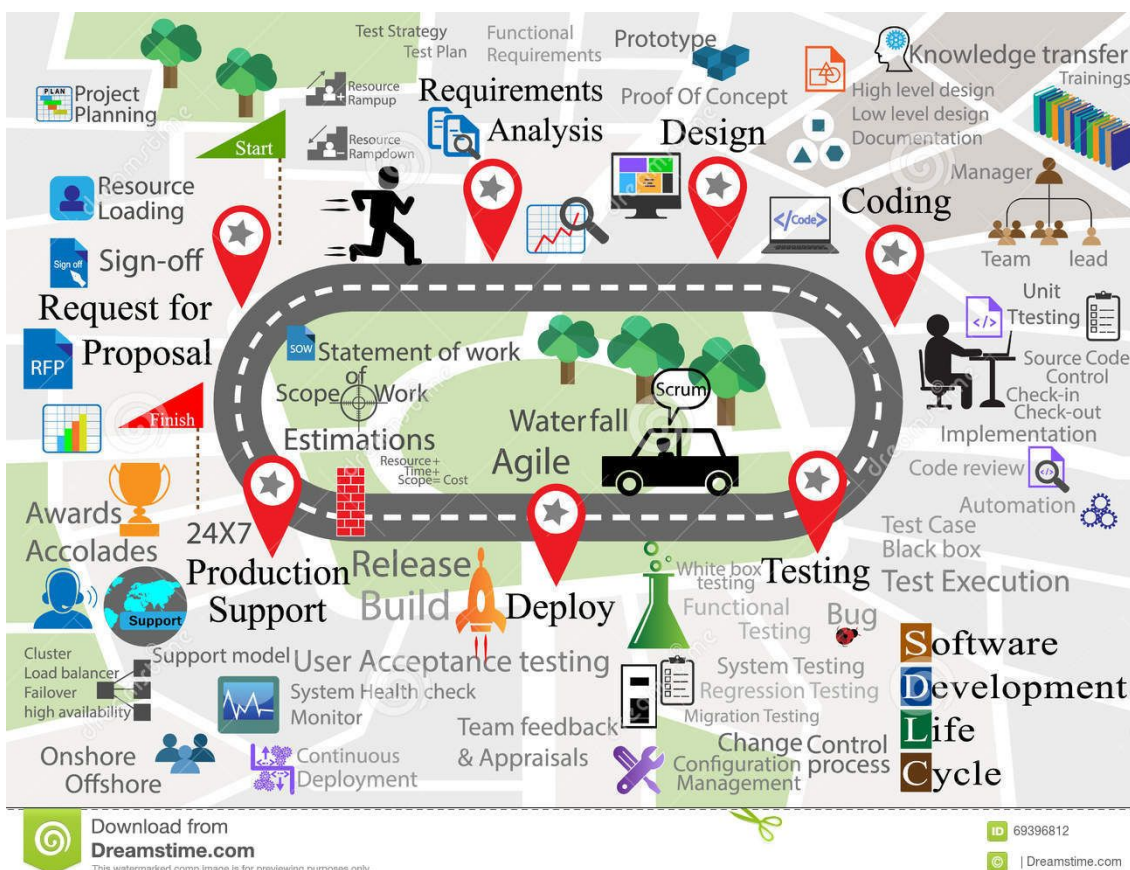 Test Strategy
Test Plan
Functional
Requirements
Prototype
Proof Of Concept
Knowledge transfer
Trainings
High level design
Low level design
Documentation
PLAN
Project
Planning
Resource
Rampup
Resource
Rampdown
Requirements
Analysis
Design
Start
Manager
Team lead
Resource
Loading
</Code>
Coding
Sign off
Sign-off
Request for
Proposal
RFP
Unit
Ttesting
</>
Source Code
Control
Check-in
Check-out
Implementation
Code review
</>
Automation
SOW
Statement of work
of
Scope Work
Estimations
Resource+
Time+
Scope= Cost
Waterfall
Agile
Scrum
Finish
Awards
Accolades
24X7
Production
Support
Support
Release
Build
Deploy
White box
testing
Testing
Functional
Testing
Bug
Test Case
Black box
Test Execution
Cluster
Load balancer
Failover
high availability
Support model
User Acceptance testing
System Health check
Monitor
System Testing
Regression Testing
Migration Testing
Team feedback
& Appraisals
Change Control
Configuration process
Management
Onshore
Offshore
Continuous
Deployment
Software
Development
Life
Cycle
dreamstime
Download from
Dreamstime.com
This watermarked comp image is for previewing purposes only.
ID 69396812
© | Dreamstime.com